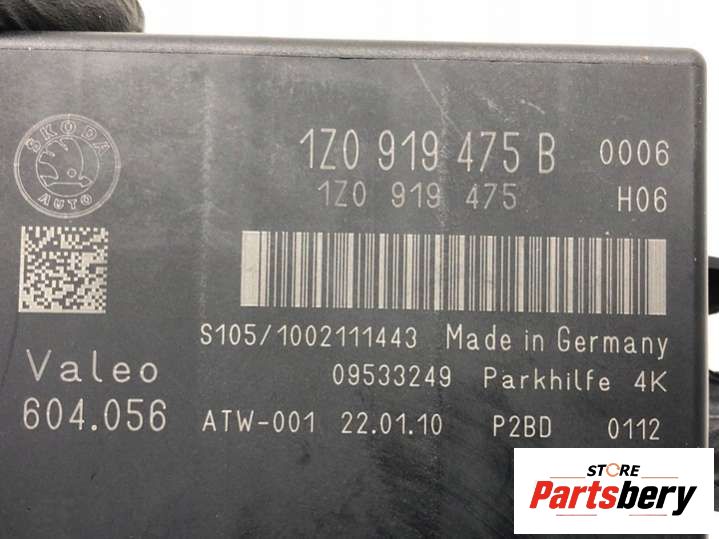 ŠKODA
AUTO
1Z0 919 475 B 0006
1Z0 919 475 H06
S105/1002111443 Made in Germany
Valeo 09533249 Parkhilfe 4K
604.056 ATW-001 22.01.10 P2BD 0112
STORE
Partsbery